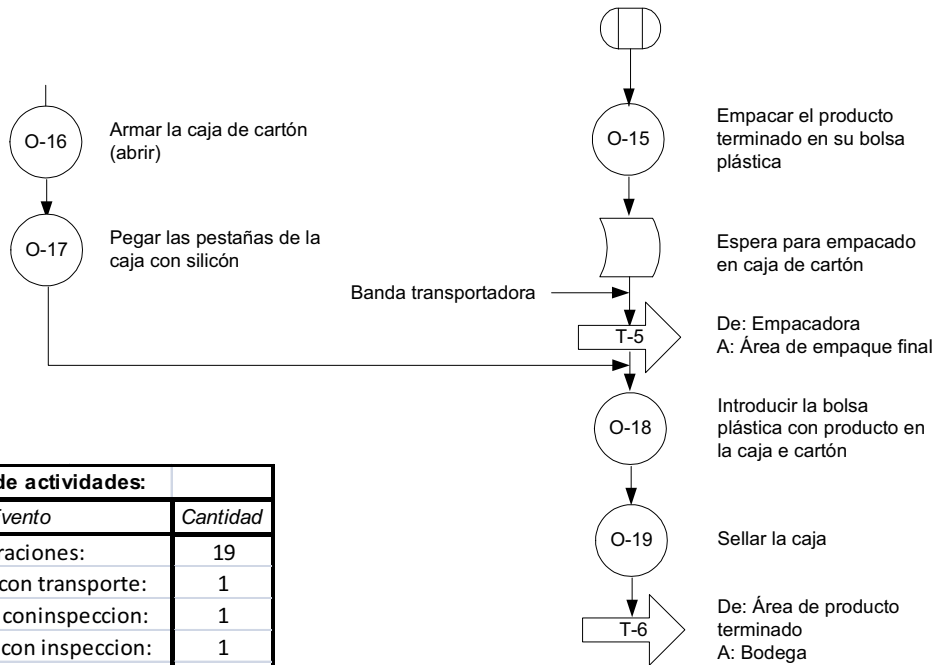 O-16
Armar la caja de cartón
(abrir)
O-17
Pegar las pestañas de la
caja con silicón
O-15
Empacar el producto
terminado en su bolsa
plástica
Espera para empacado
en caja de cartón
Banda transportadora
T-5
De: Empacadora
A: Área de empaque final
O-18
Introducir la bolsa
plástica con producto en
la caja e cartón
O-19
Sellar la caja
T-6
De: Área de producto
terminado
A: Bodega
de actividades:
Cantidad
19
con transporte: 1
coninspeccion: 1
con inspeccion: 1